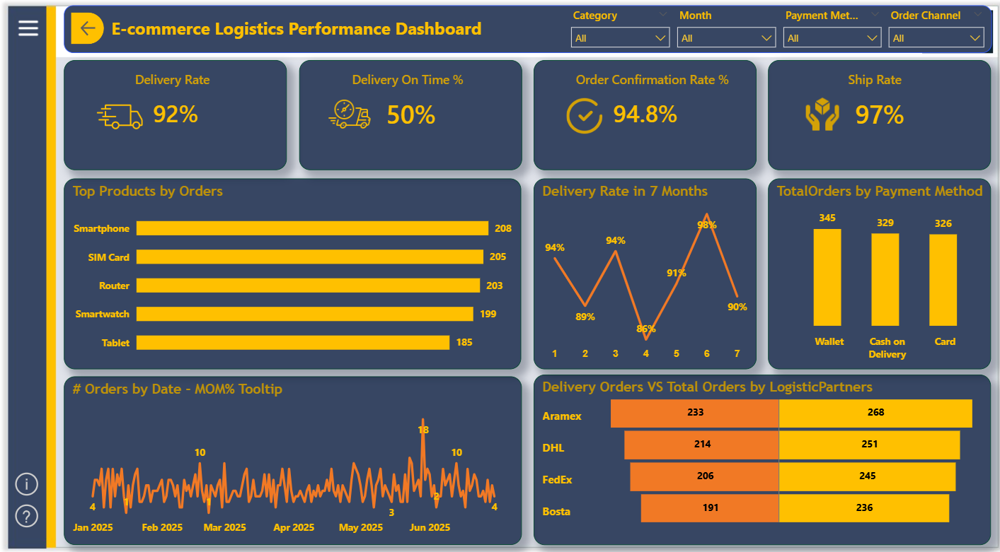 E-commerce Logistics Performance Dashboard
Category
Month
Payment Met...
Order Channel
All
All
All
All
Delivery Rate
92%
Delivery On Time %
50%
Order Confirmation Rate %
94.8%
Ship Rate
97%
Top Products by Orders
Smartphone 208
SIM Card 205
Router 203
Smartwatch 199
Tablet 185
Delivery Rate in 7 Months
94%
89%
94%
86%
91%
98%
90%
1 2 3 4 5 6 7
TotalOrders by Payment Method
345 329 326
Wallet
Cash on
Delivery
Card
# Orders by Date - MOM% Tooltip
4
1
10
1
3
18
2
10
4
Jan 2025 Feb 2025 Mar 2025 Apr 2025 May 2025 Jun 2025
Delivery Orders VS Total Orders by LogisticPartners
Aramex 233 268
DHL 214 251
FedEx 206 245
Bosta 191 236
i
?